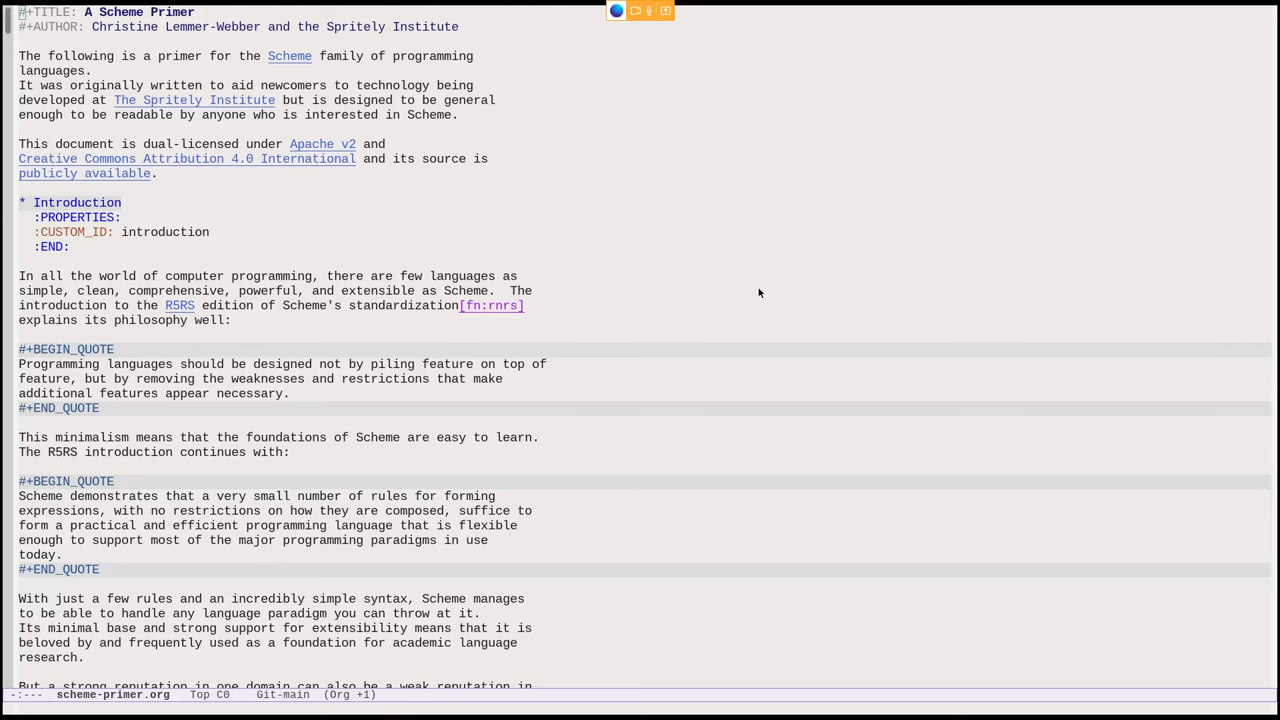 #+TITLE: A Scheme Primer
#+AUTHOR: Christine Lemmer-Webber and the Spritely Institute
The following is a primer for the Scheme family of programming
languages.
It was originally written to aid newcomers to technology being
developed at The Spritely Institute but is designed to be general
enough to be readable by anyone who is interested in Scheme.
This document is dual-licensed under Apache v2 and
Creative Commons Attribution 4.0 International and its source is
publicly available.
* Introduction
:PROPERTIES:
:CUSTOM_ID: introduction
:END:
In all the world of computer programming, there are few languages as
simple, clean, comprehensive, powerful, and extensible as Scheme.  The
introduction to the R5RS edition of Scheme's standardization[fn:rnrs]
explains its philosophy well:
#+BEGIN_QUOTE
Programming languages should be designed not by piling feature on top of
feature, but by removing the weaknesses and restrictions that make
additional features appear necessary.
#+END_QUOTE
This minimalism means that the foundations of Scheme are easy to learn.
The R5RS introduction continues with:
#+BEGIN_QUOTE
Scheme demonstrates that a very small number of rules for forming
expressions, with no restrictions on how they are composed, suffice to
form a practical and efficient programming language that is flexible
enough to support most of the major programming paradigms in use
today.
#+END_QUOTE
With just a few rules and an incredibly simple syntax, Scheme manages
to be able to handle any language paradigm you can throw at it.
Its minimal base and strong support for extensibility means that it is
beloved by and frequently used as a foundation for academic language
research.
But a strong reputation in one domain can also be a weak reputation in
-:---  scheme-primer.org   Top C0    Git-main  (Org +1)